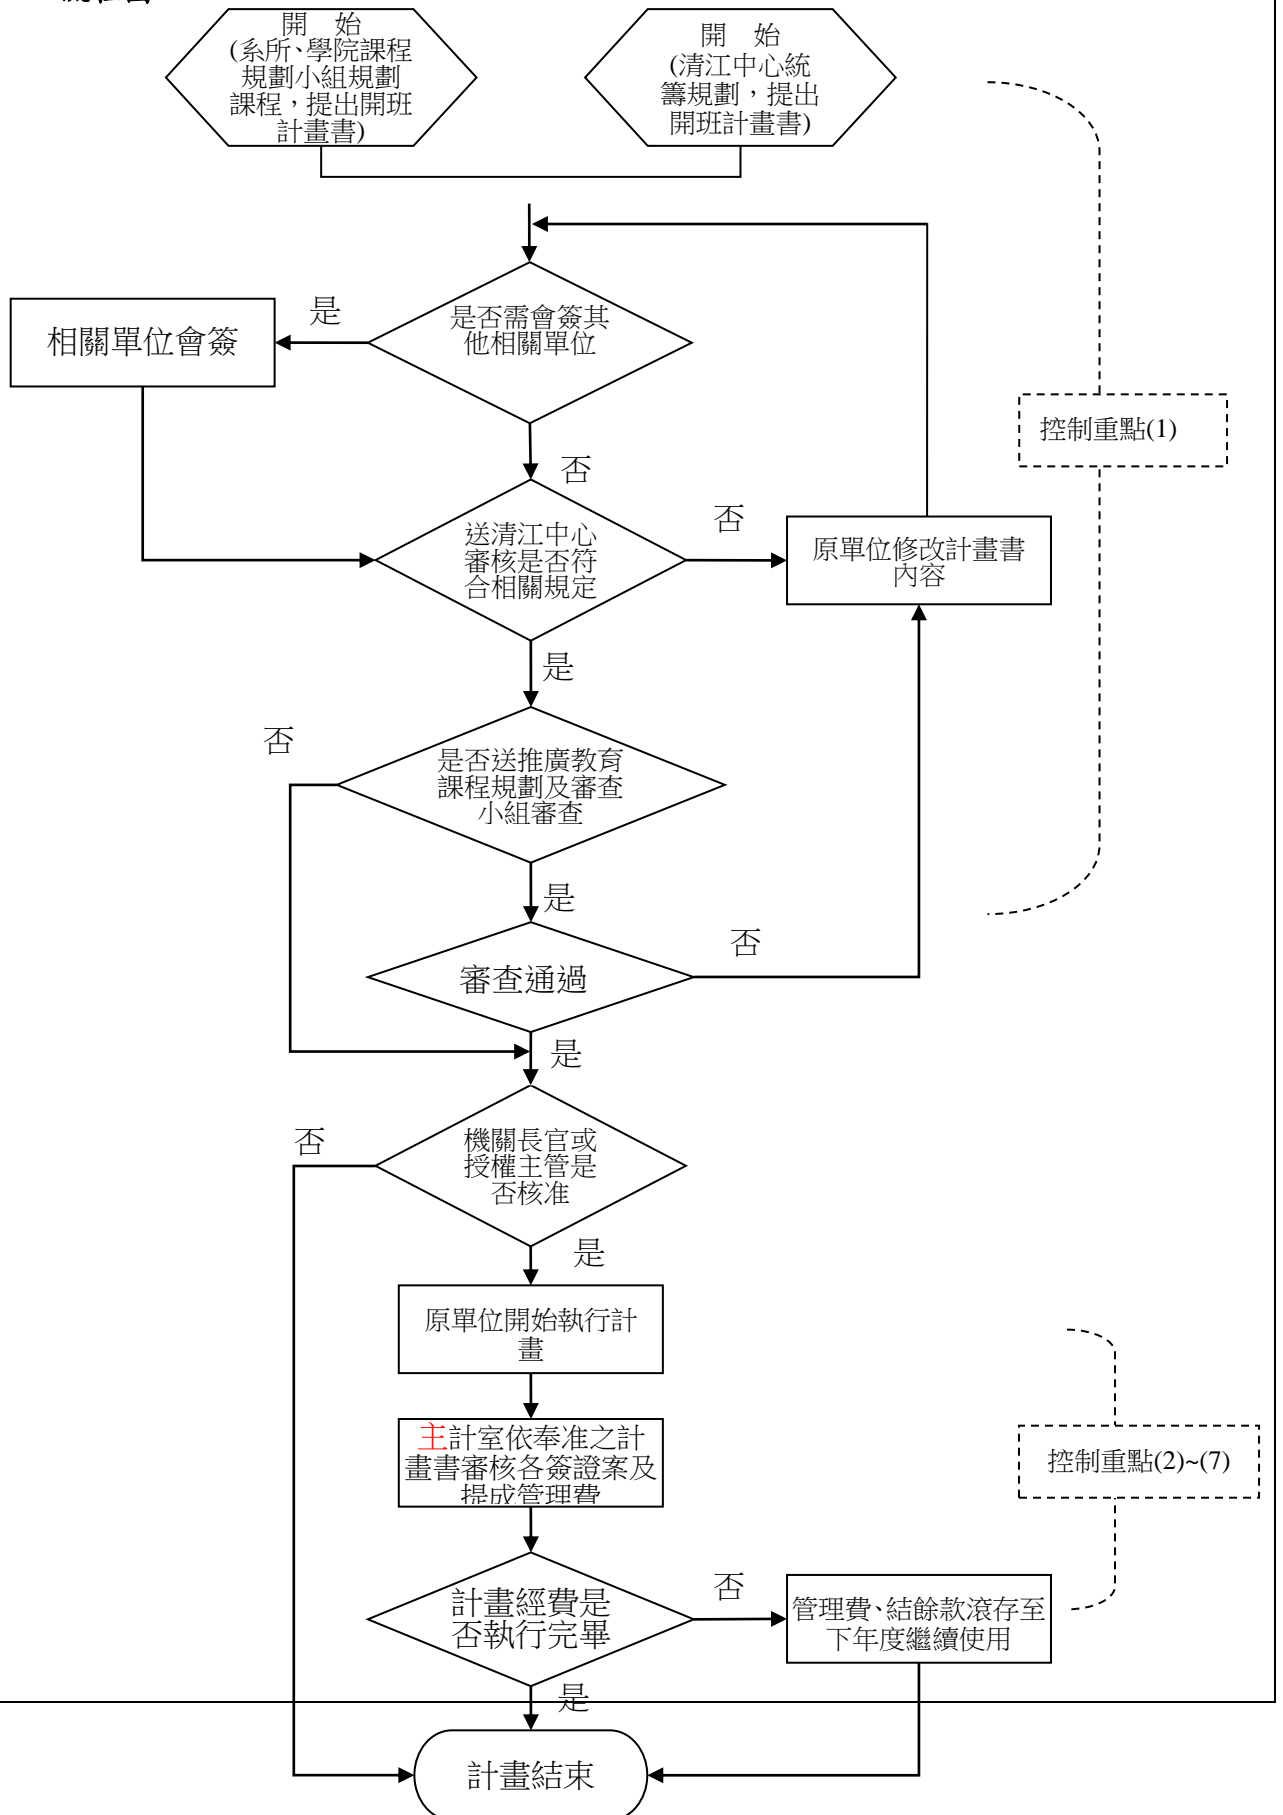 開 始
(系所、學院課程
規劃小組規劃
課程，提出開班
計畫書)
開 始
(清江中心統
籌規劃，提出
開班計畫書)
是否需會簽其
他相關單位
是
相關單位會簽
否
控制重點(1)
送清江中心
審核是否符
合相關規定
否
原單位修改計畫書
內容
是
否
是否送推廣教育
課程規劃及審查
小組審查
是
審查通過
否
是
機關長官或
授權主管是
否核准
否
是
原單位開始執行計
畫
主計室依奉准之計
畫書審核各簽證案及
提成管理費
控制重點(2)~(7)
計畫經費是
否執行完畢
否
管理費、結餘款滾存至
下年度繼續使用
是
計畫結束